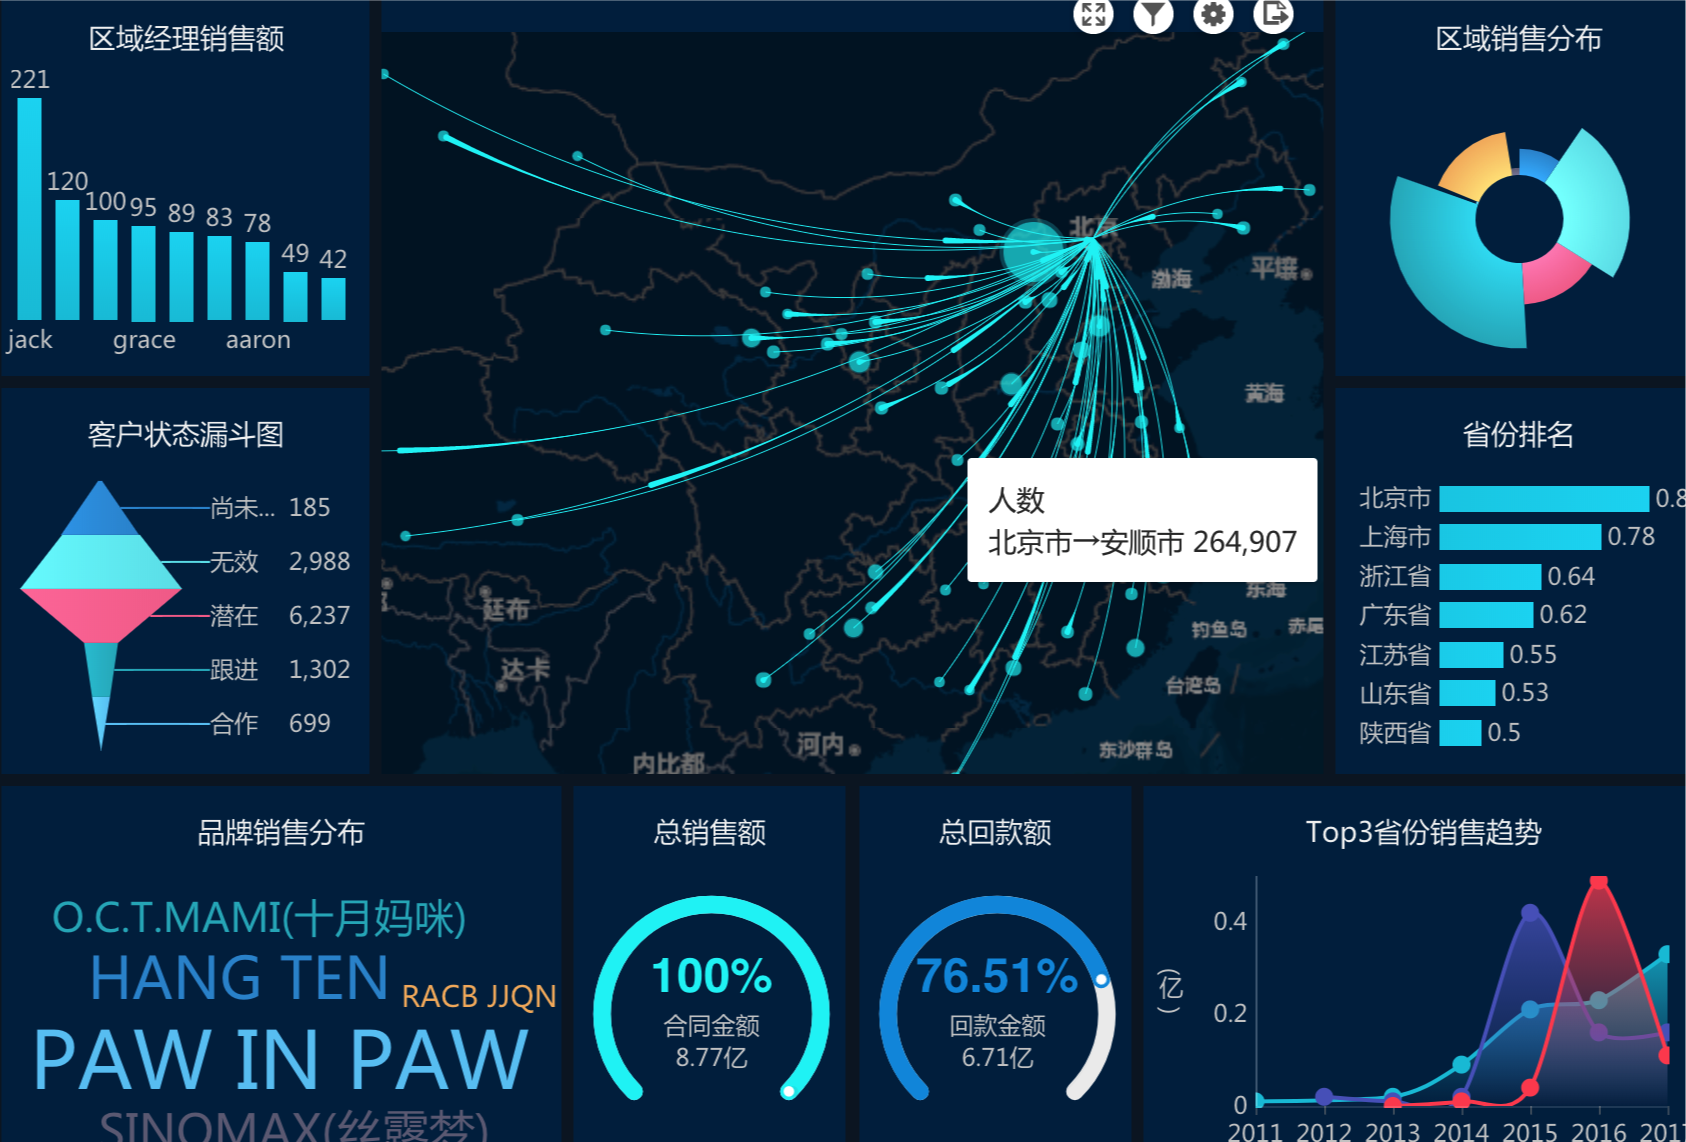 区域经理销售额
221
120
100
95
89
83
78
49
42
jack
grace
aaron
客户状态漏斗图
尚未... 185
无效 2,988
潜在 6,237
跟进 1,302
合作 699
北京
渤海
平壤
黄海
东海
钓鱼岛
赤尾
台湾岛
东沙群岛
廷布
达卡
河内
内比都
人数
北京市→安顺市 264,907
区域销售分布
省份排名
北京市 0.8
上海市 0.78
浙江省 0.64
广东省 0.62
江苏省 0.55
山东省 0.53
陕西省 0.5
品牌销售分布
O.C.T.MAMI(十月妈咪)
HANG TEN
RACB JJQN
PAW IN PAW
SINOMAX(丝露梦)
总销售额
100%
合同金额
8.77亿
总回款额
76.51%
回款金额
6.71亿
Top3省份销售趋势
(亿)
0.4
0.2
0
2011 2012 2013 2014 2015 2016 201